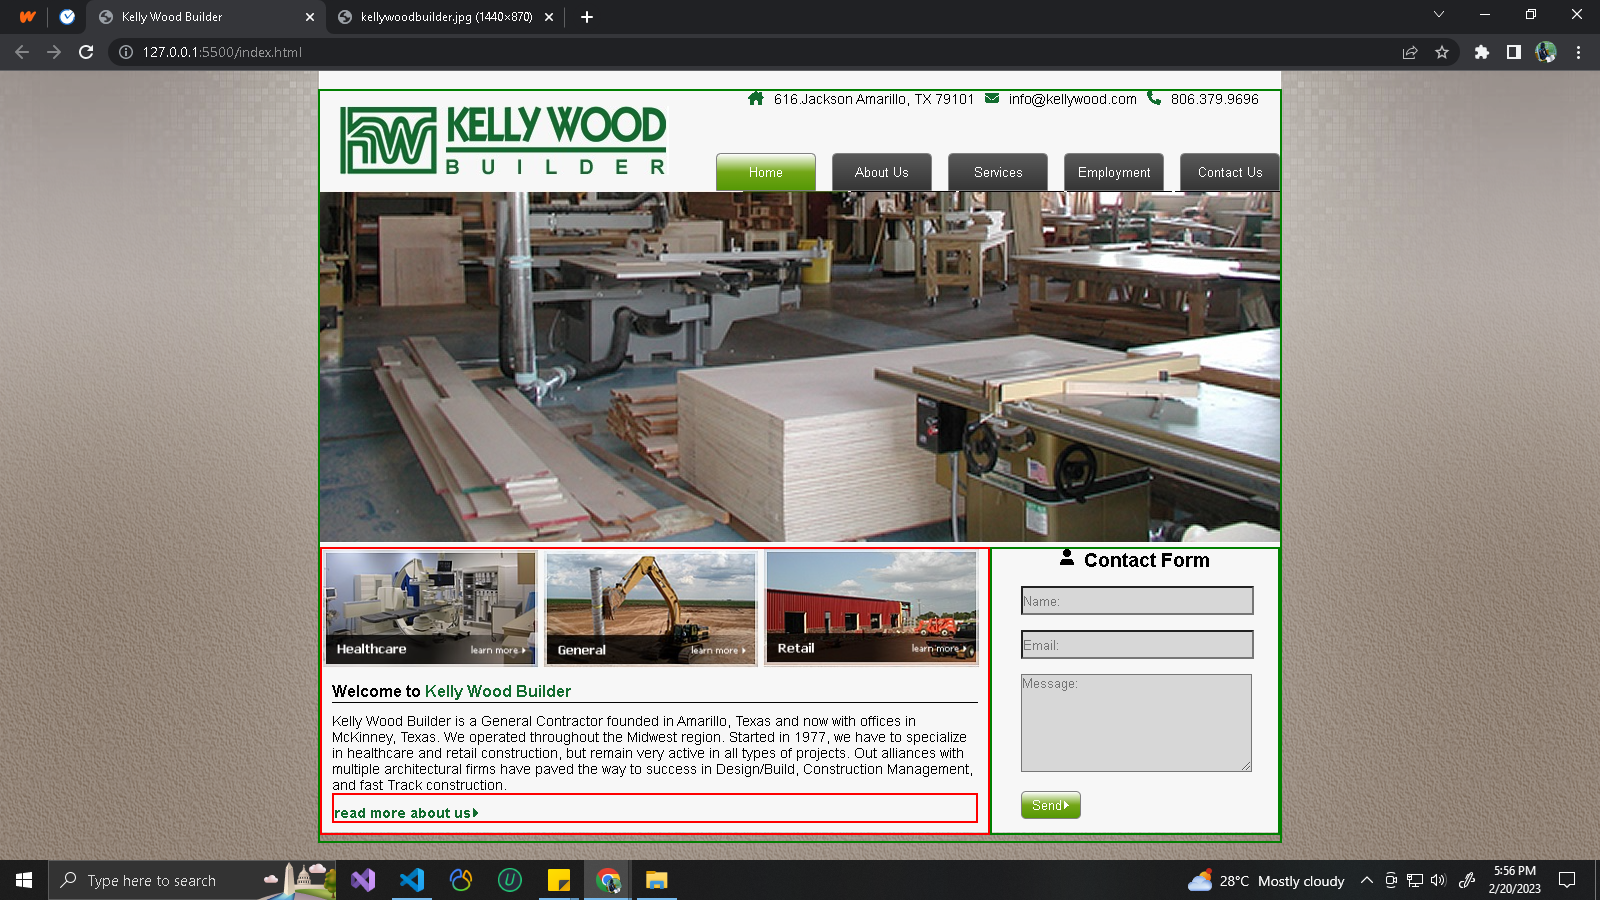 Kelly Wood Builder
kellywoodbuilder.jpg (1440×870)
127.0.0.1:5500/index.html
616.Jackson Amarillo, TX 79101 info@kellywood.com 806.379.9696
KELLY WOOD
BUILDER
Home About Us Services Employment Contact Us
Healthcare learn more
General learn more
Retail learn more
Welcome to Kelly Wood Builder
Kelly Wood Builder is a General Contractor founded in Amarillo, Texas and now with offices in
McKinney, Texas. We operated throughout the Midwest region. Started in 1977, we have to specialize
in healthcare and retail construction, but remain very active in all types of projects. Out alliances with
multiple architectural firms have paved the way to success in Design/Build, Construction Management,
and fast Track construction.
read more about us
Contact Form
Name:
Email:
Message:
Send
Type here to search
28°C Mostly cloudy
5:56 PM
2/20/2023